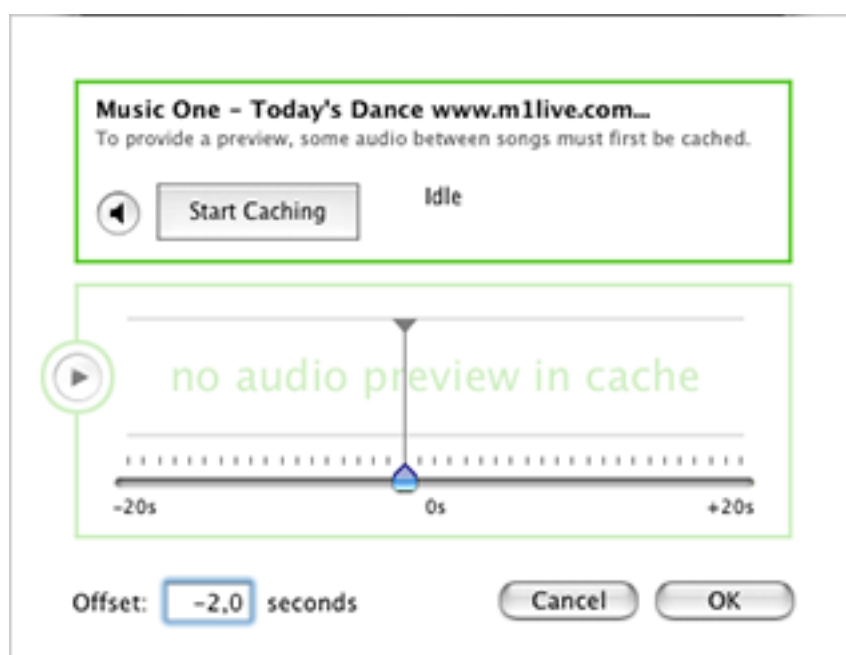 Music One – Today's Dance www.m1live.com...
To provide a preview, some audio between songs must first be cached.
Start Caching
Idle
no audio preview in cache
-20s 0s +20s
Offset: -2,0 seconds Cancel OK